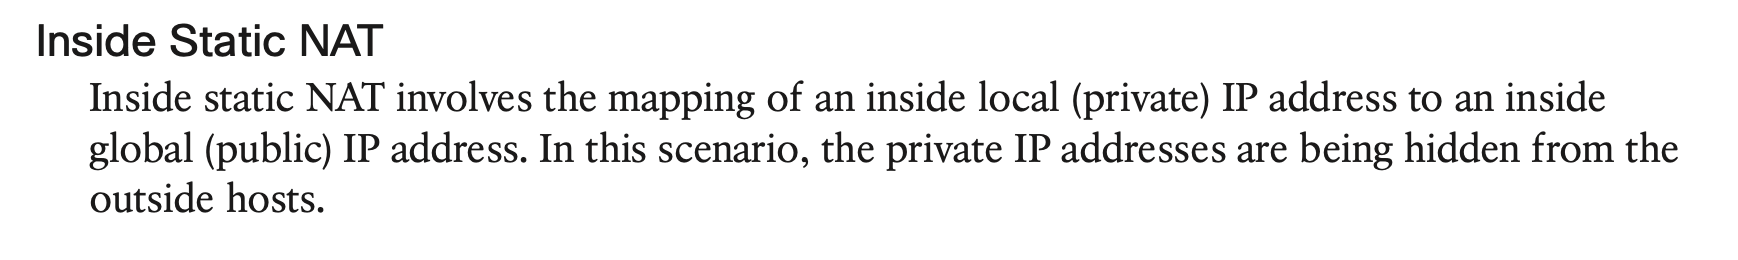 Inside Static NAT
Inside static NAT involves the mapping of an inside local (private) IP address to an inside
global (public) IP address. In this scenario, the private IP addresses are being hidden from the
outside hosts.